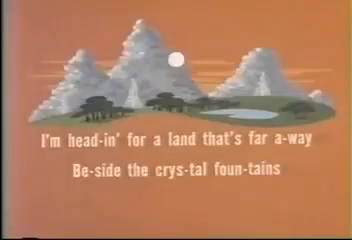 I'm head-in' for a land that's far a-way
Be-side the crys-tal foun-tains